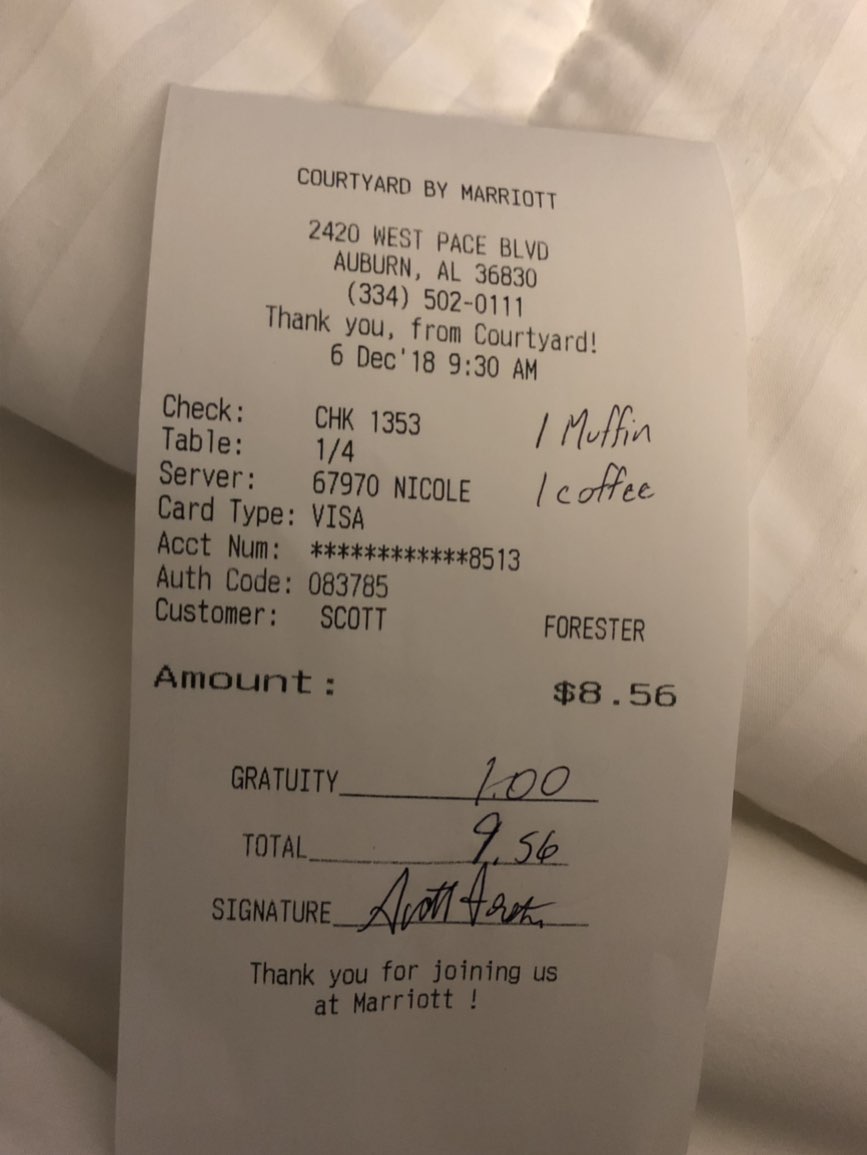 COURTYARD BY MARRIOTT
2420 WEST PACE BLVD
AUBURN, AL 36830
(334) 502-0111
Thank you, from Courtyard!
6 Dec'18 9:30 AM
Check: CHK 1353
1 Muffin
Table: 1/4
Server: 67970 NICOLE
1 coffee
Card Type: VISA
Acct Num: ************8513
Auth Code: 083785
Customer: SCOTT FORESTER
Amount: $8.56
GRATUITY 1.00
TOTAL 9.56
SIGNATURE Scott Forester
Thank you for joining us
at Marriott !